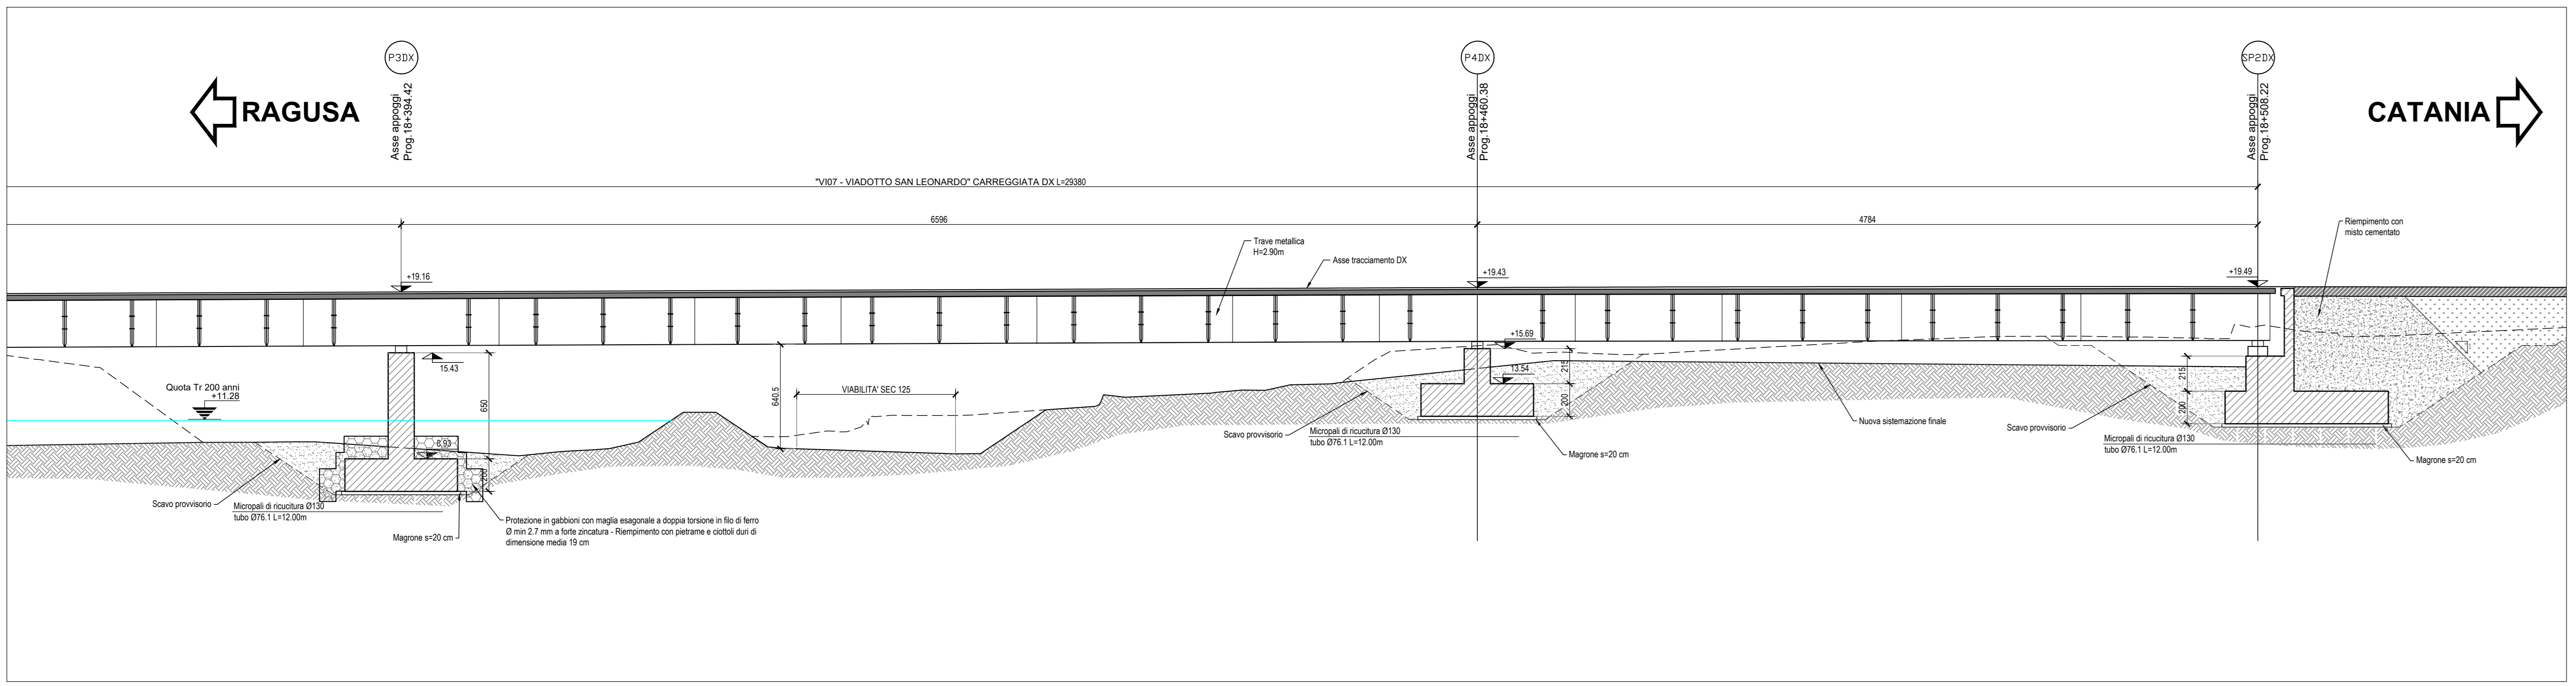 P3DX
P4DX
SP2DX
RAGUSA
Asse appoggi
Prog.18+394.42
Asse appoggi
Prog.18+460.38
Asse appoggi
Prog.18+508.22
CATANIA
"VI07 - VIADOTTO SAN LEONARDO" CARREGGIATA DX L=29380
6596
4784
Riempimento con
misto cementato
Trave metallica
H=2.90m
Asse tracciamento DX
+19.16
+19.43
+19.49
+15.69
15.43
13.54
215
215
Quota Tr 200 anni
+11.28
VIABILITA' SEC 125
640.5
650
200
200
8.93
200
Nuova sistemazione finale
Scavo provvisorio
Scavo provvisorio
Micropali di ricucitura Ø130
tubo Ø76.1 L=12.00m
Magrone s=20 cm
Micropali di ricucitura Ø130
tubo Ø76.1 L=12.00m
Magrone s=20 cm
Scavo provvisorio
Micropali di ricucitura Ø130
tubo Ø76.1 L=12.00m
Magrone s=20 cm
Protezione in gabbioni con maglia esagonale a doppia torsione in filo di ferro
Ø min 2.7 mm a forte zincatura - Riempimento con pietrame e ciottoli duri di
dimensione media 19 cm